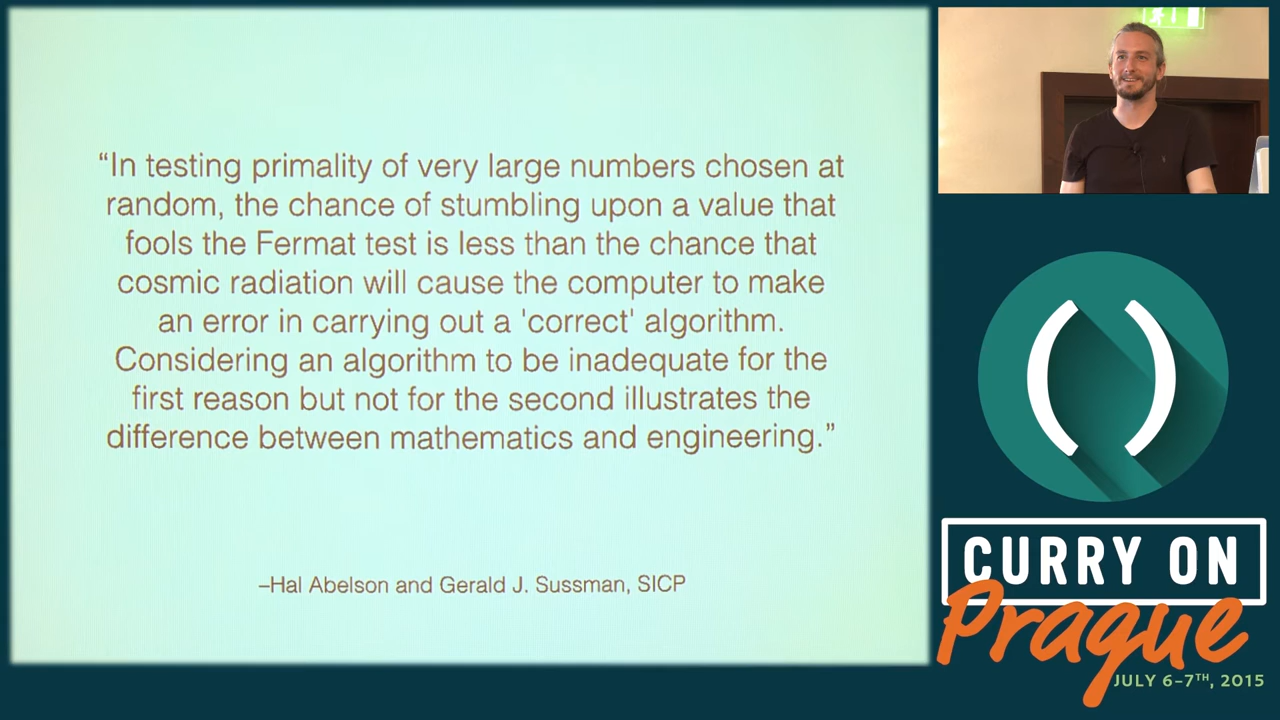 “In testing primality of very large numbers chosen at
random, the chance of stumbling upon a value that
fools the Fermat test is less than the chance that
cosmic radiation will cause the computer to make
an error in carrying out a 'correct' algorithm.
Considering an algorithm to be inadequate for the
first reason but not for the second illustrates the
difference between mathematics and engineering.”
–Hal Abelson and Gerald J. Sussman, SICP
()
CURRY ON
Prague
JULY 6–7TH, 2015